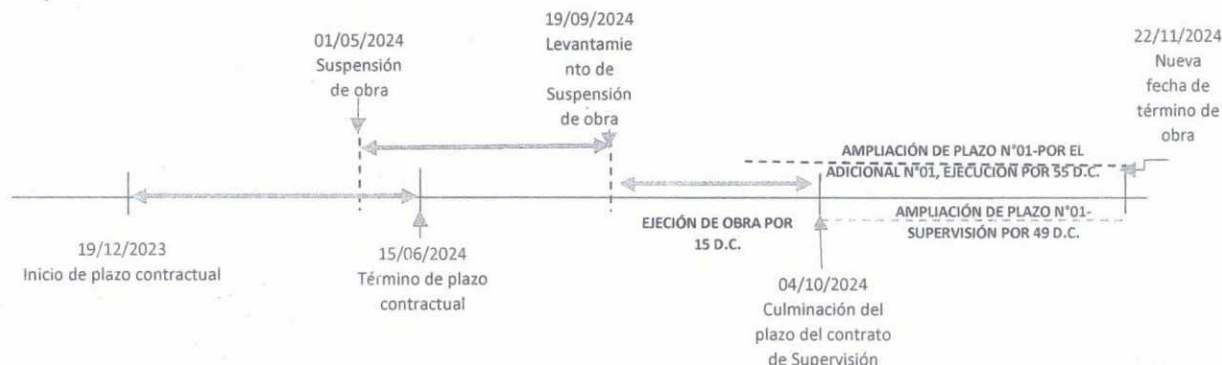 01/05/2024
Suspensión
de obra
19/09/2024
Levantamie
nto de
Suspensión
de obra
22/11/2024
Nueva
fecha de
término de
obra
AMPLIACIÓN DE PLAZO N°01-POR EL
ADICIONAL N°01, EJECUCIÓN POR 55 D.C.
EJECIÓN DE OBRA POR
15 D.C.
AMPLIACIÓN DE PLAZO N°01-
SUPERVISIÓN POR 49 D.C.
19/12/2023
Inicio de plazo contractual
15/06/2024
Término de plazo
contractual
04/10/2024
Culminación del
plazo del contrato
de Supervisión